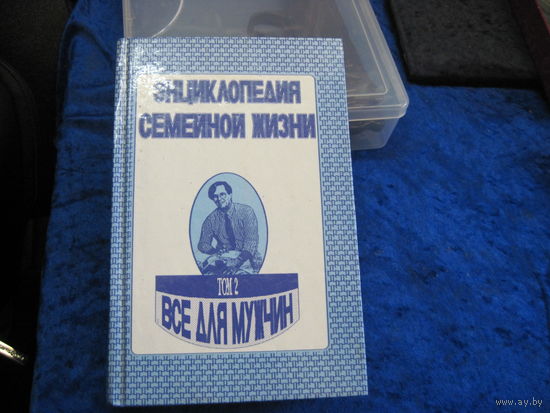 ЭНЦИКЛОПЕДИЯ
СЕМЕЙНОЙ ЖИЗНИ
ТОМ 2
ВСЕ ДЛЯ МУЖЧИН
www.ay.by